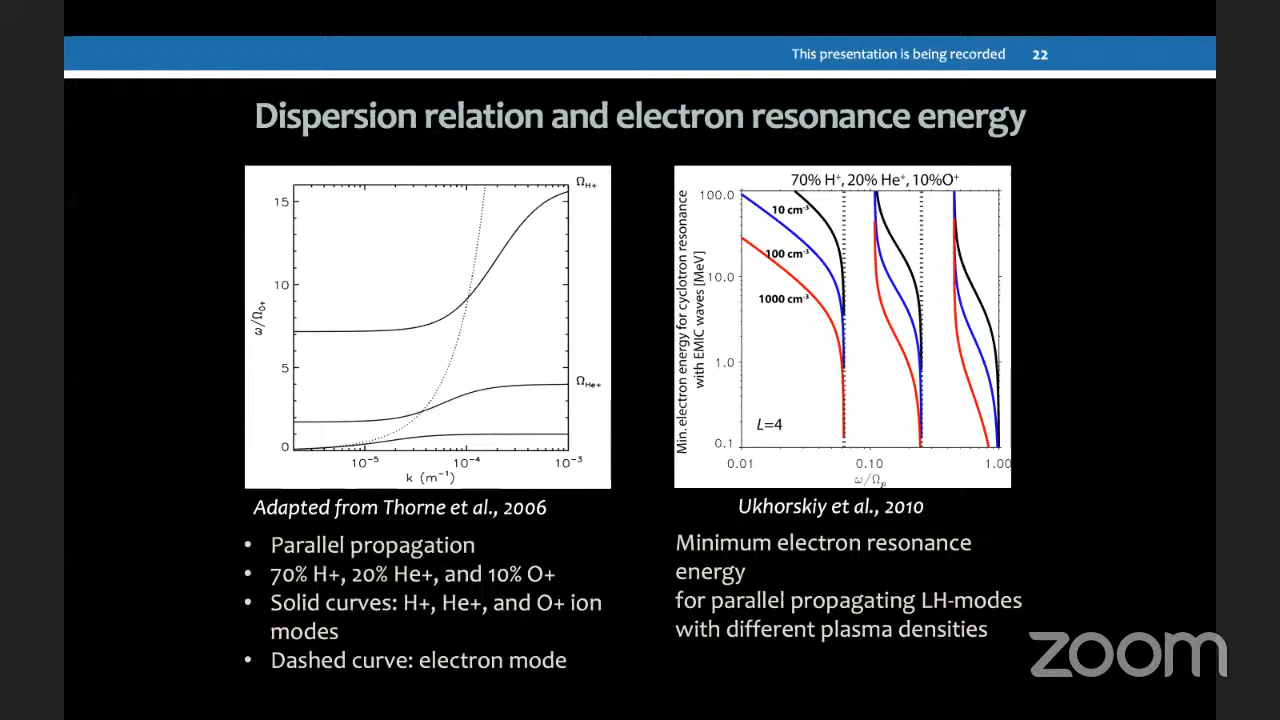 This presentation is being recorded 22
Dispersion relation and electron resonance energy
Ω_H+
15
10
5
0
ω/Ω_O+
Ω_He+
10⁻⁵ 10⁻⁴ 10⁻³
k (m⁻¹)
Adapted from Thorne et al., 2006
• Parallel propagation
• 70% H+, 20% He+, and 10% O+
• Solid curves: H+, He+, and O+ ion
modes
• Dashed curve: electron mode
70% H⁺, 20% He⁺, 10%O⁺
Min. electron energy for cyclotron resonance
with EMIC waves [MeV]
100.0
10.0
1.0
0.1
10 cm⁻³
100 cm⁻³
1000 cm⁻³
L=4
0.01 0.10 1.00
ω/Ω_p
Ukhorskiy et al., 2010
Minimum electron resonance
energy
for parallel propagating LH-modes
with different plasma densities
zoom